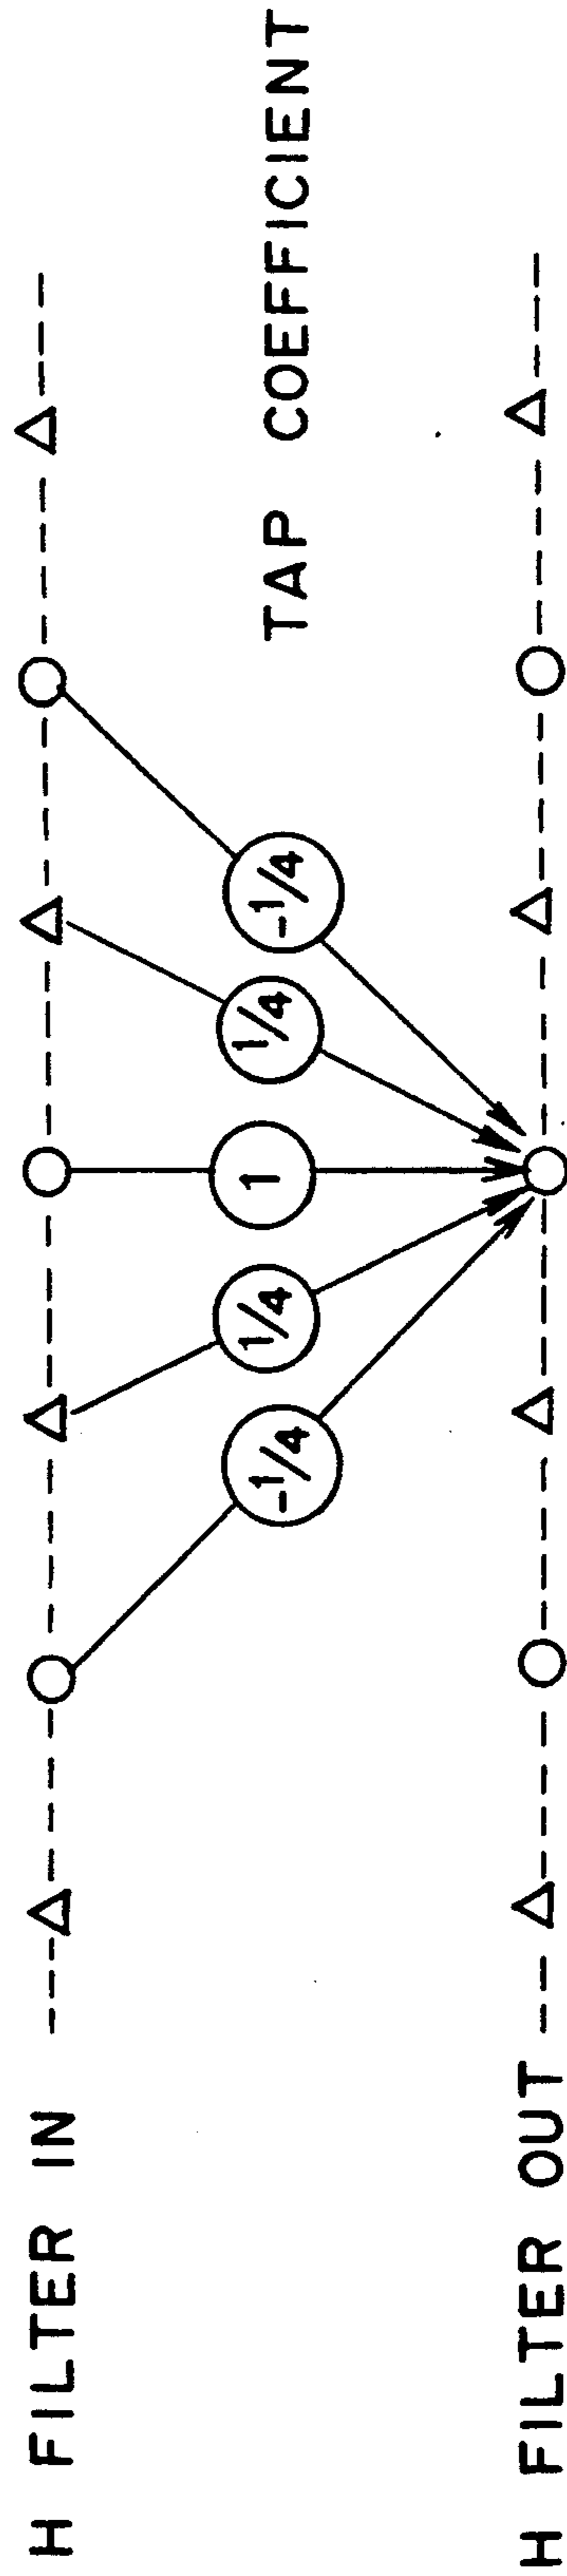 H FILTER IN
-1/4
1/4
1
1/4
-1/4
TAP COEFFICIENT
H FILTER OUT